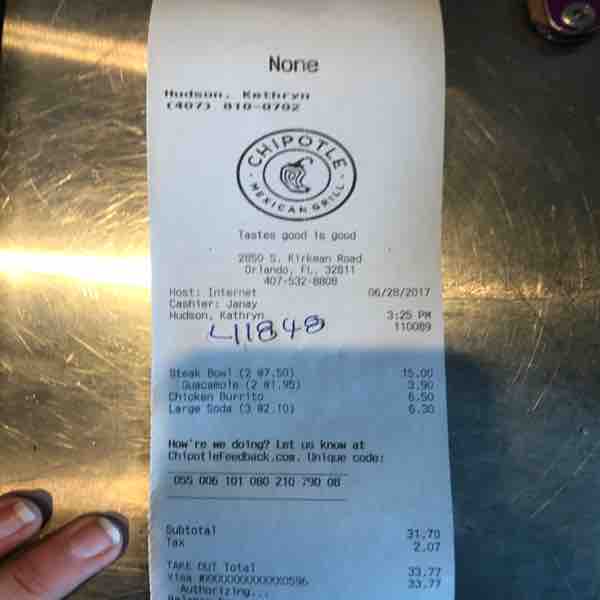 None
Hudson, Kathryn
(407) 810-0702
CHIPOTLE
MEXICAN GRILL
Tastes good is good
2850 S. Kirkman Road
Orlando, FL. 32811
407-532-8808
Host: Internet 06/28/2017
Cashier: Janay
Hudson, Kathryn 3:25 PM
110089
41848
Steak Bowl (2 @7.50) 15.00
Guacamole (2 @1.95) 3.90
Chicken Burrito 6.50
Large Soda (3 @2.10) 6.30
How're we doing? Let us know at
ChipotleFeedback.com. Unique code:
055 006 101 080 210 790 08
Subtotal 31.70
Tax 2.07
TAKE OUT Total 33.77
Visa #XXXXXXXXXXXX0596 33.77
Authorizing...